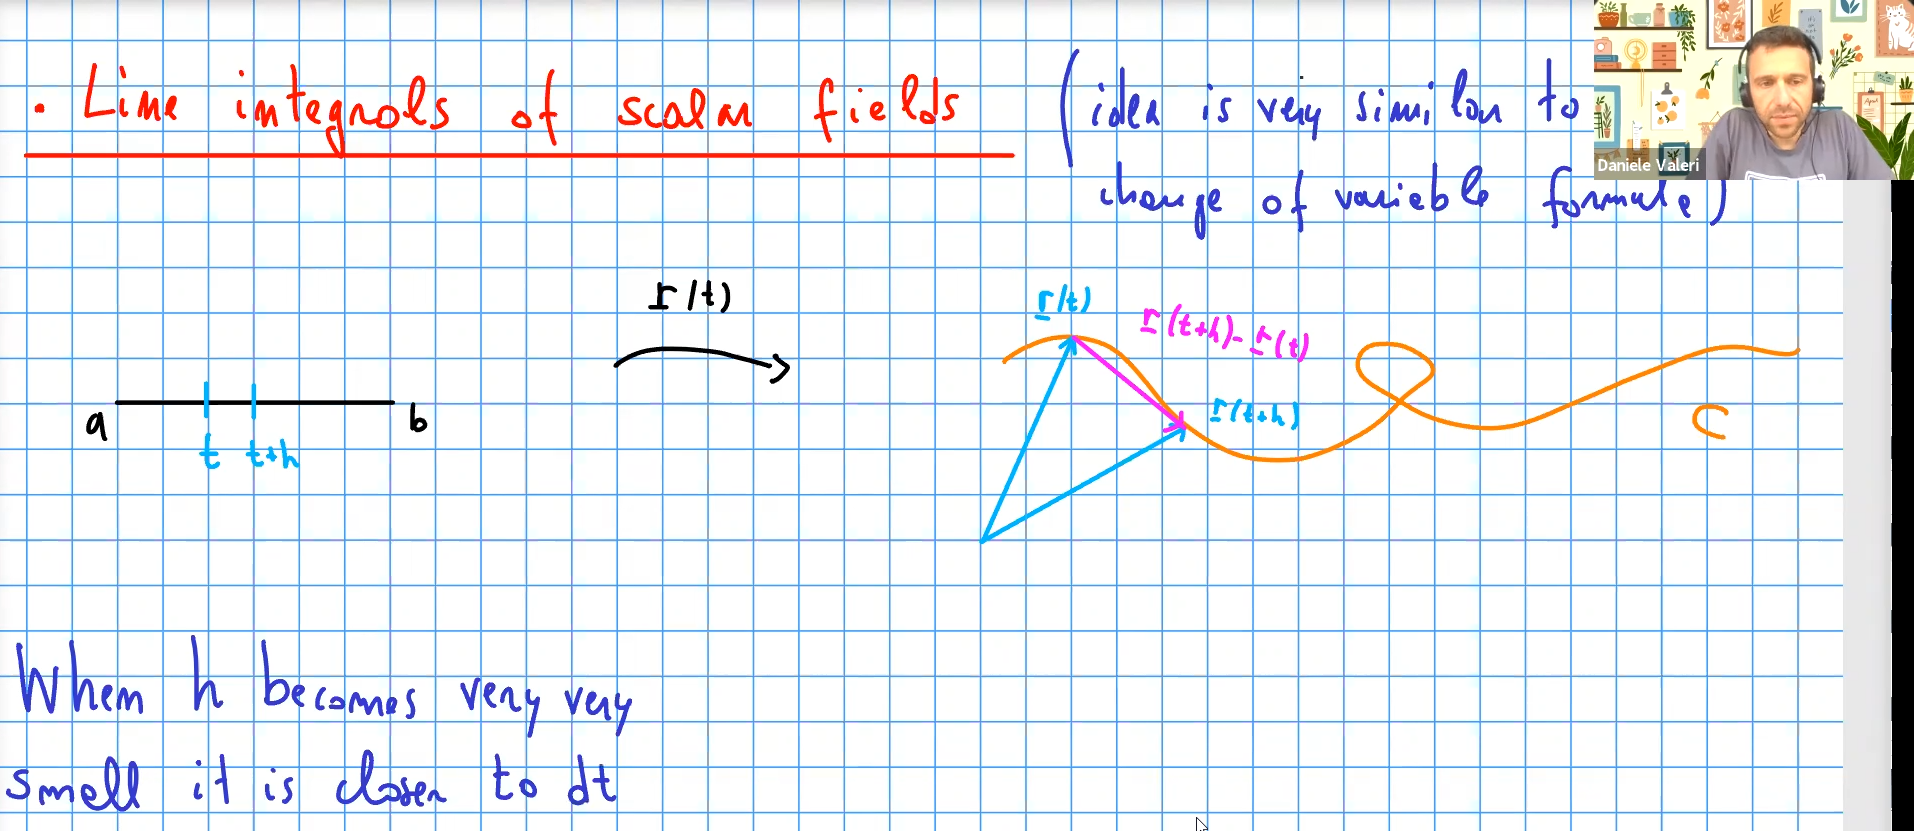 • Line integrals of scalar fields
(idea is very similar to
change of variable formula)
Daniele Valeri
r(t)
a
b
t
t+h
r(t)
r(t+h) - r(t)
r(t+h)
C
When h becomes very very
small it is closer to dt